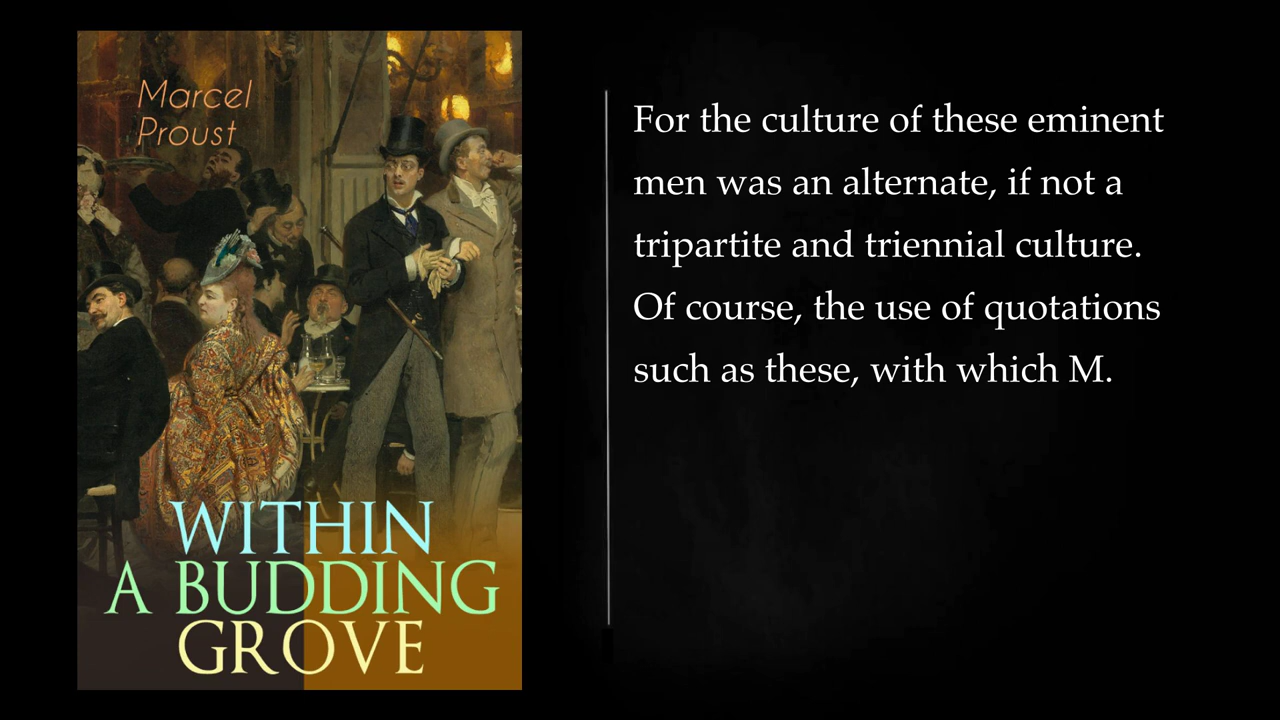 Marcel
Proust
WITHIN
A BUDDING
GROVE
For the culture of these eminent
men was an alternate, if not a
tripartite and triennial culture.
Of course, the use of quotations
such as these, with which M.